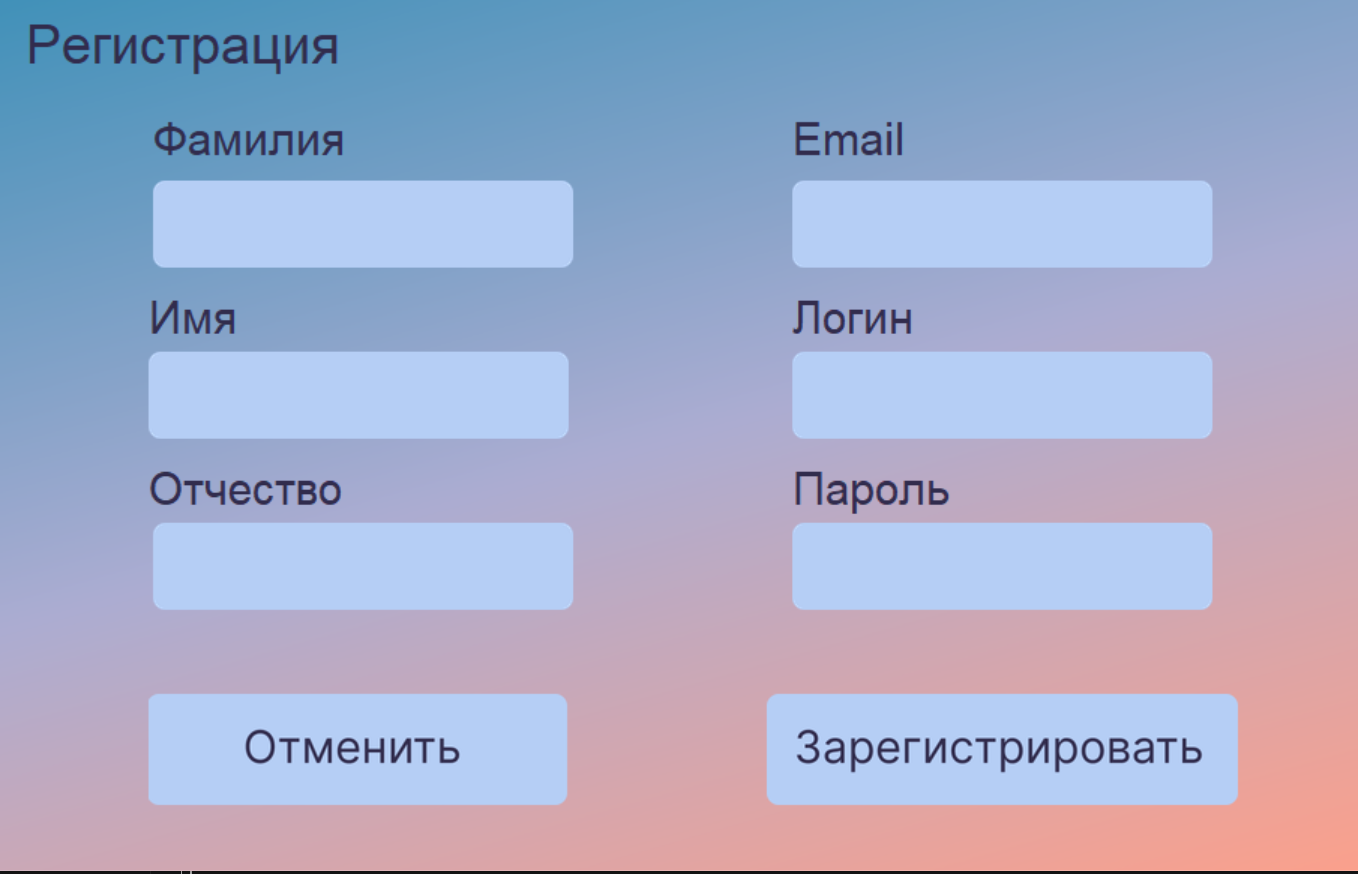 Регистрация
Фамилия
Email
Имя
Логин
Отчество
Пароль
Отменить
Зарегистрировать